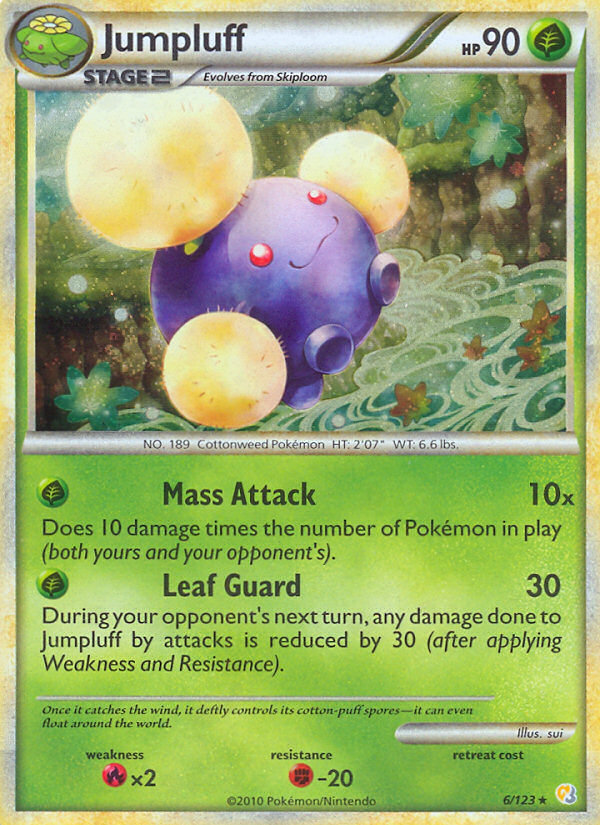 Jumpluff
HP 90
STAGE 2
Evolves from Skiploom
NO. 189 Cottonweed Pokémon HT: 2'07" WT: 6.6 lbs.
Mass Attack 10x
Does 10 damage times the number of Pokémon in play
(both yours and your opponent's).
Leaf Guard 30
During your opponent's next turn, any damage done to
Jumpluff by attacks is reduced by 30 (after applying
Weakness and Resistance).
Once it catches the wind, it deftly controls its cotton-puff spores—it can even
float around the world.
Illus. sui
weakness resistance retreat cost
×2 -20
©2010 Pokémon/Nintendo 6/123 ★